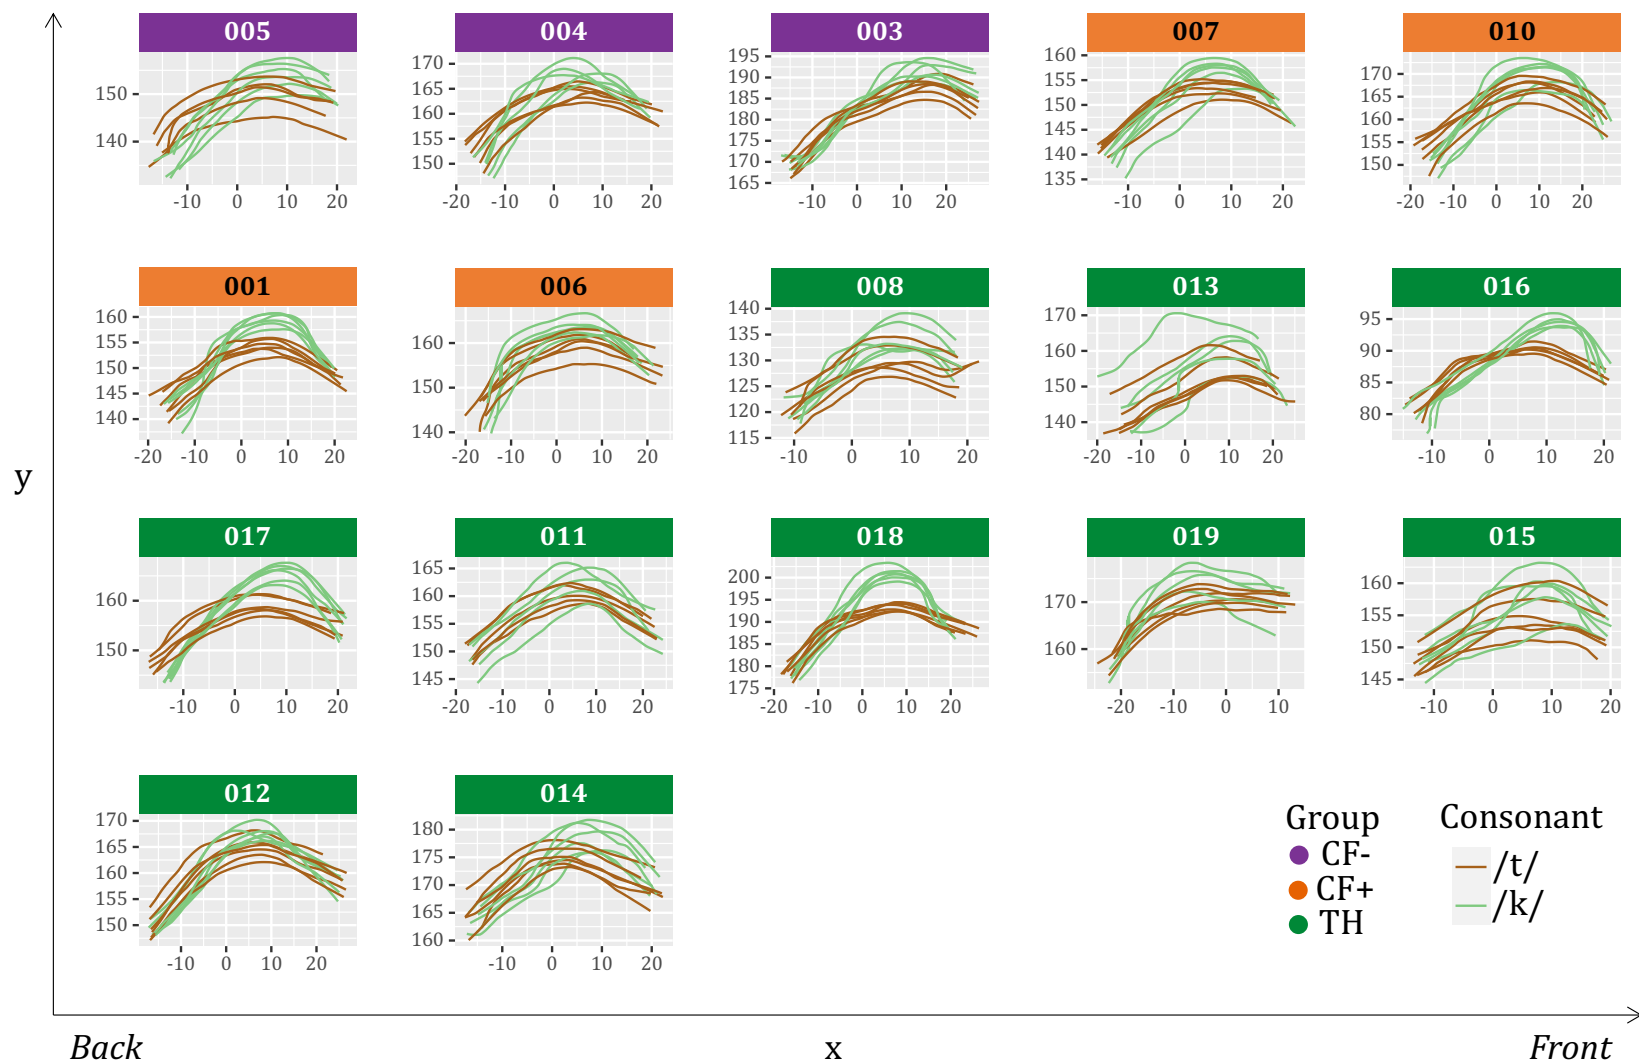 005 004 003 007 010
150
140
-10 0 10 20
170
165
160
155
150
-20 -10 0 10 20
195
190
185
180
175
170
165
-10 0 10 20
160
155
150
145
140
135
-10 0 10 20
170
165
160
155
150
-20 -10 0 10 20
001 006 008 013 016
160
155
150
145
140
-20 -10 0 10 20
160
150
140
-20 -10 0 10 20
140
135
130
125
120
115
-10 0 10 20
170
160
150
140
-20 -10 0 10 20
95
90
85
80
-10 0 10 20
y
017 011 018 019 015
160
150
-10 0 10 20
165
160
155
150
145
-20 -10 0 10 20
200
195
190
185
180
175
-20 -10 0 10 20
170
160
-20 -10 0 10
160
155
150
145
-10 0 10 20
012 014
170
165
160
155
150
-10 0 10 20
180
175
170
165
160
-10 0 10 20
Group
CF-
CF+
TH
Consonant
/t/
/k/
Back x Front